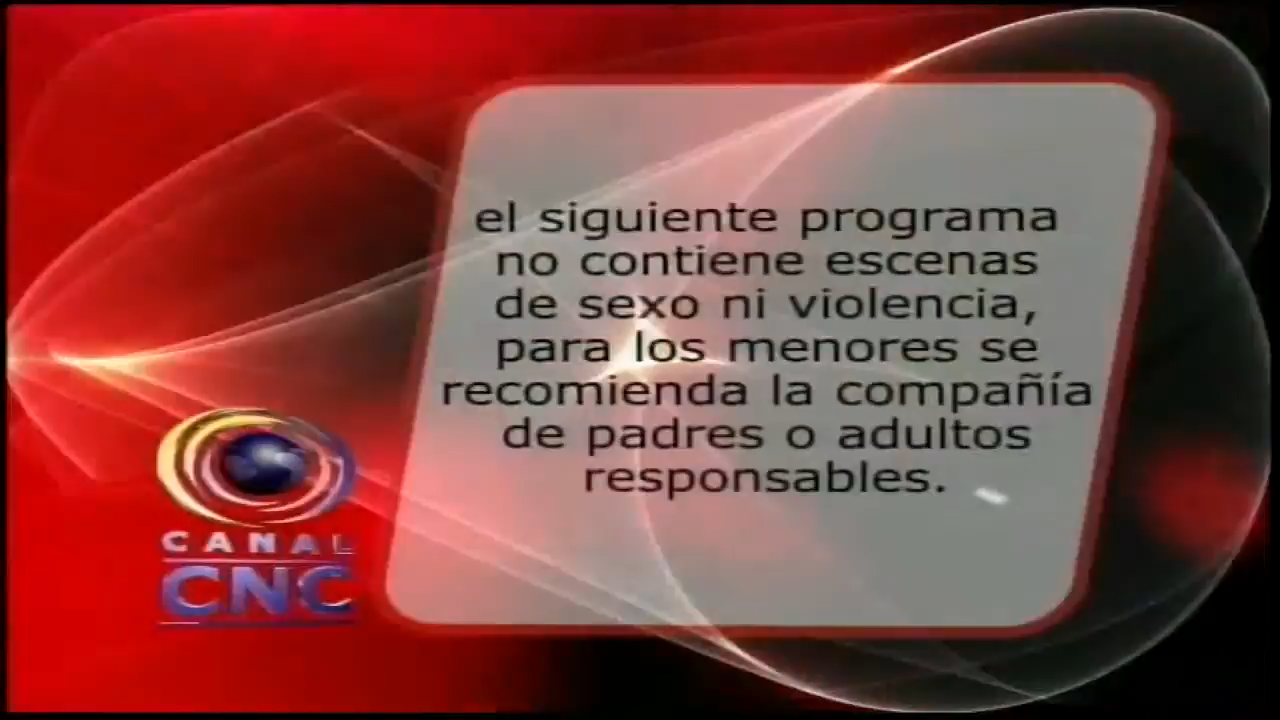 el siguiente programa
no contiene escenas
de sexo ni violencia,
para los menores se
recomienda la compañía
de padres o adultos
responsables.
CANAL
CNC